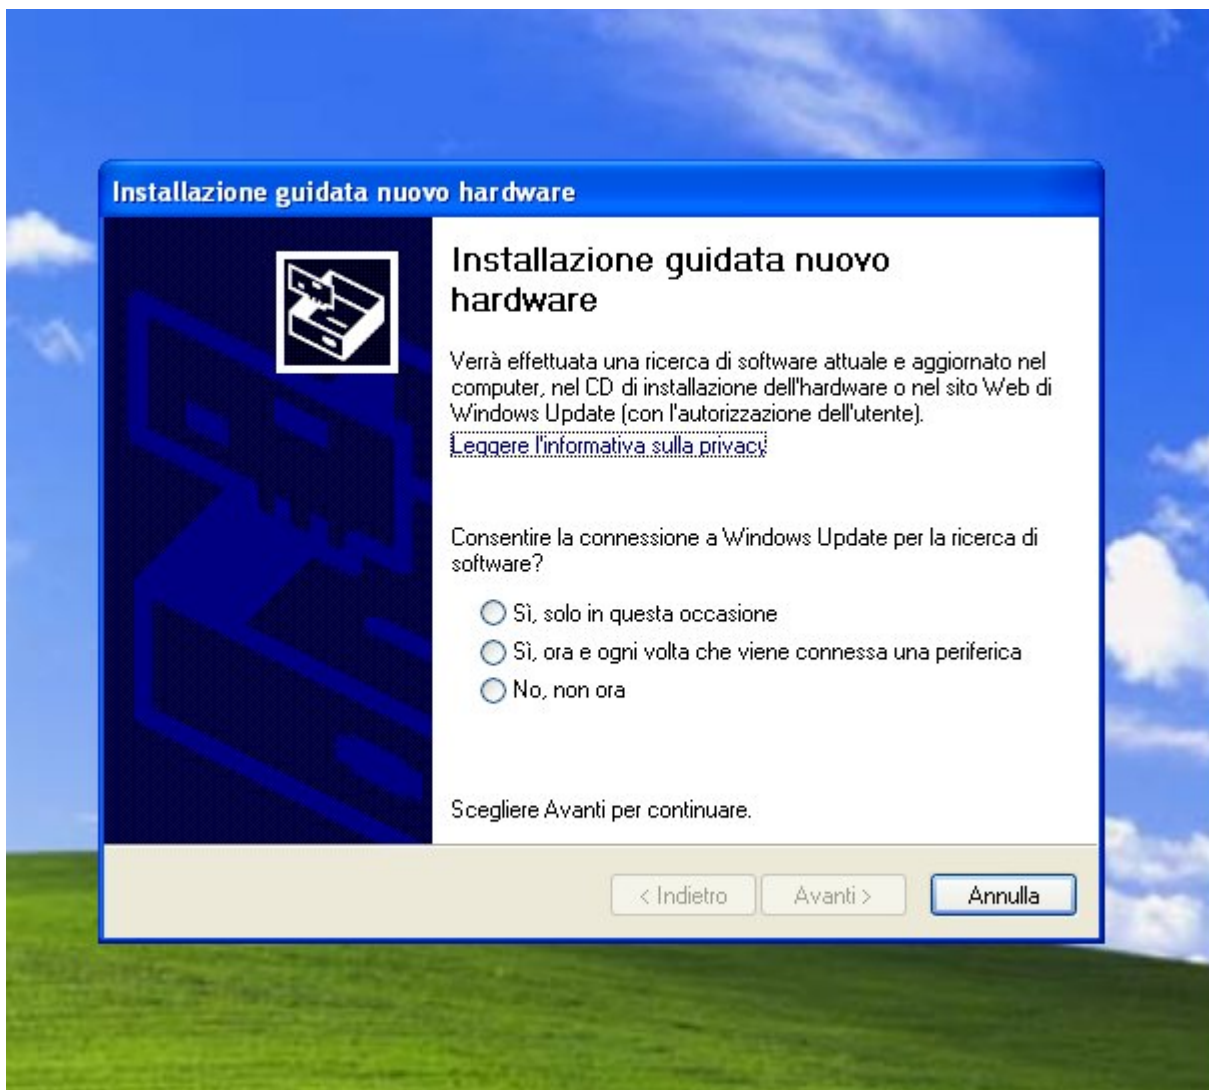 Installazione guidata nuovo hardware
Installazione guidata nuovo
hardware
Verrà effettuata una ricerca di software attuale e aggiornato nel
computer, nel CD di installazione dell'hardware o nel sito Web di
Windows Update (con l'autorizzazione dell'utente).
Leggere l'informativa sulla privacy
Consentire la connessione a Windows Update per la ricerca di
software?
Sì, solo in questa occasione
Sì, ora e ogni volta che viene connessa una periferica
No, non ora
Scegliere Avanti per continuare.
< Indietro Avanti > Annulla